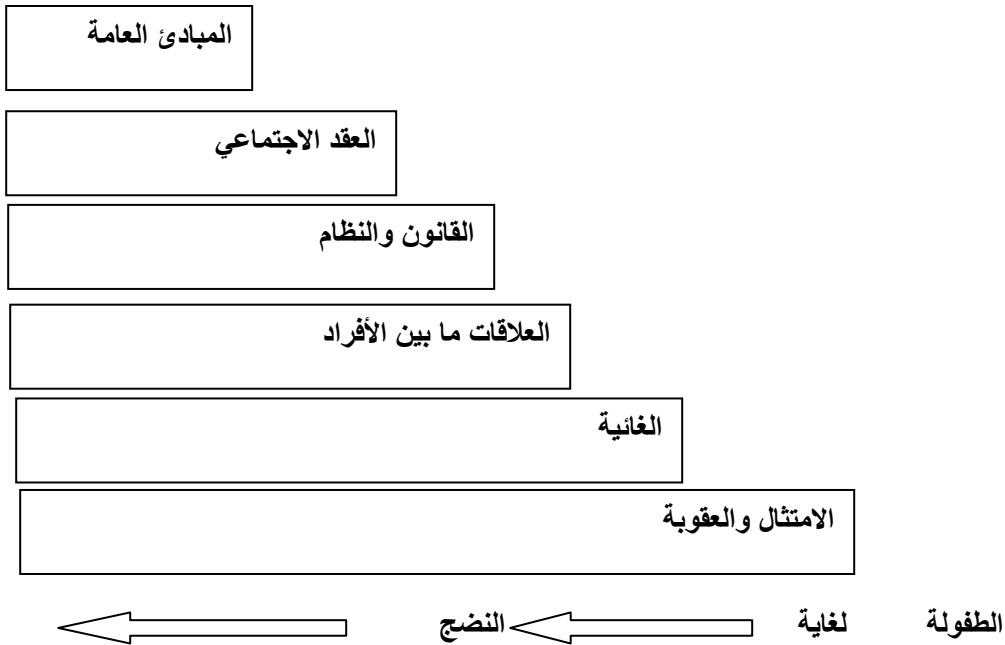 المبادئ العامة
العقد الاجتماعي
القانون والنظام
العلاقات ما بين الأفراد
الغائية
الامتثال والعقوبة
الطفولة لغاية النضج